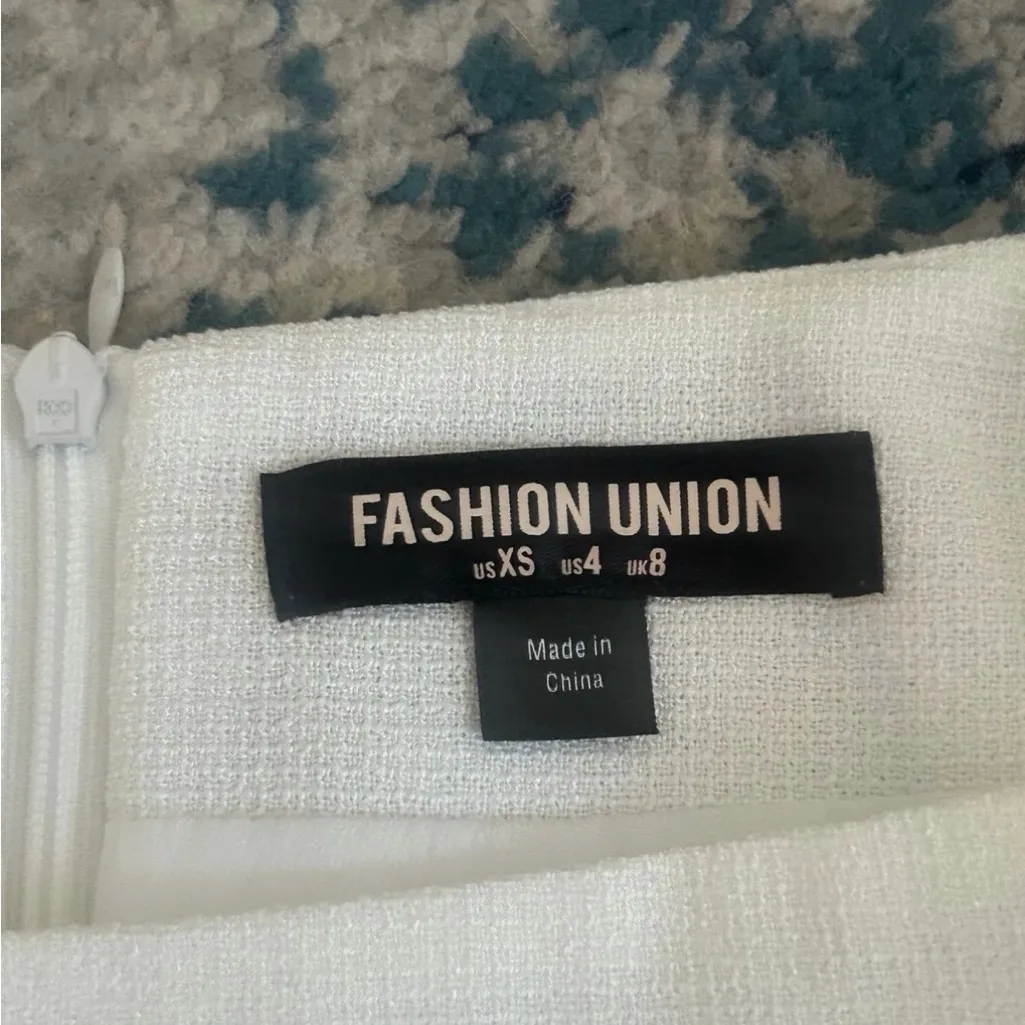 FASHION UNION
US XS US 4 UK 8
Made in
China